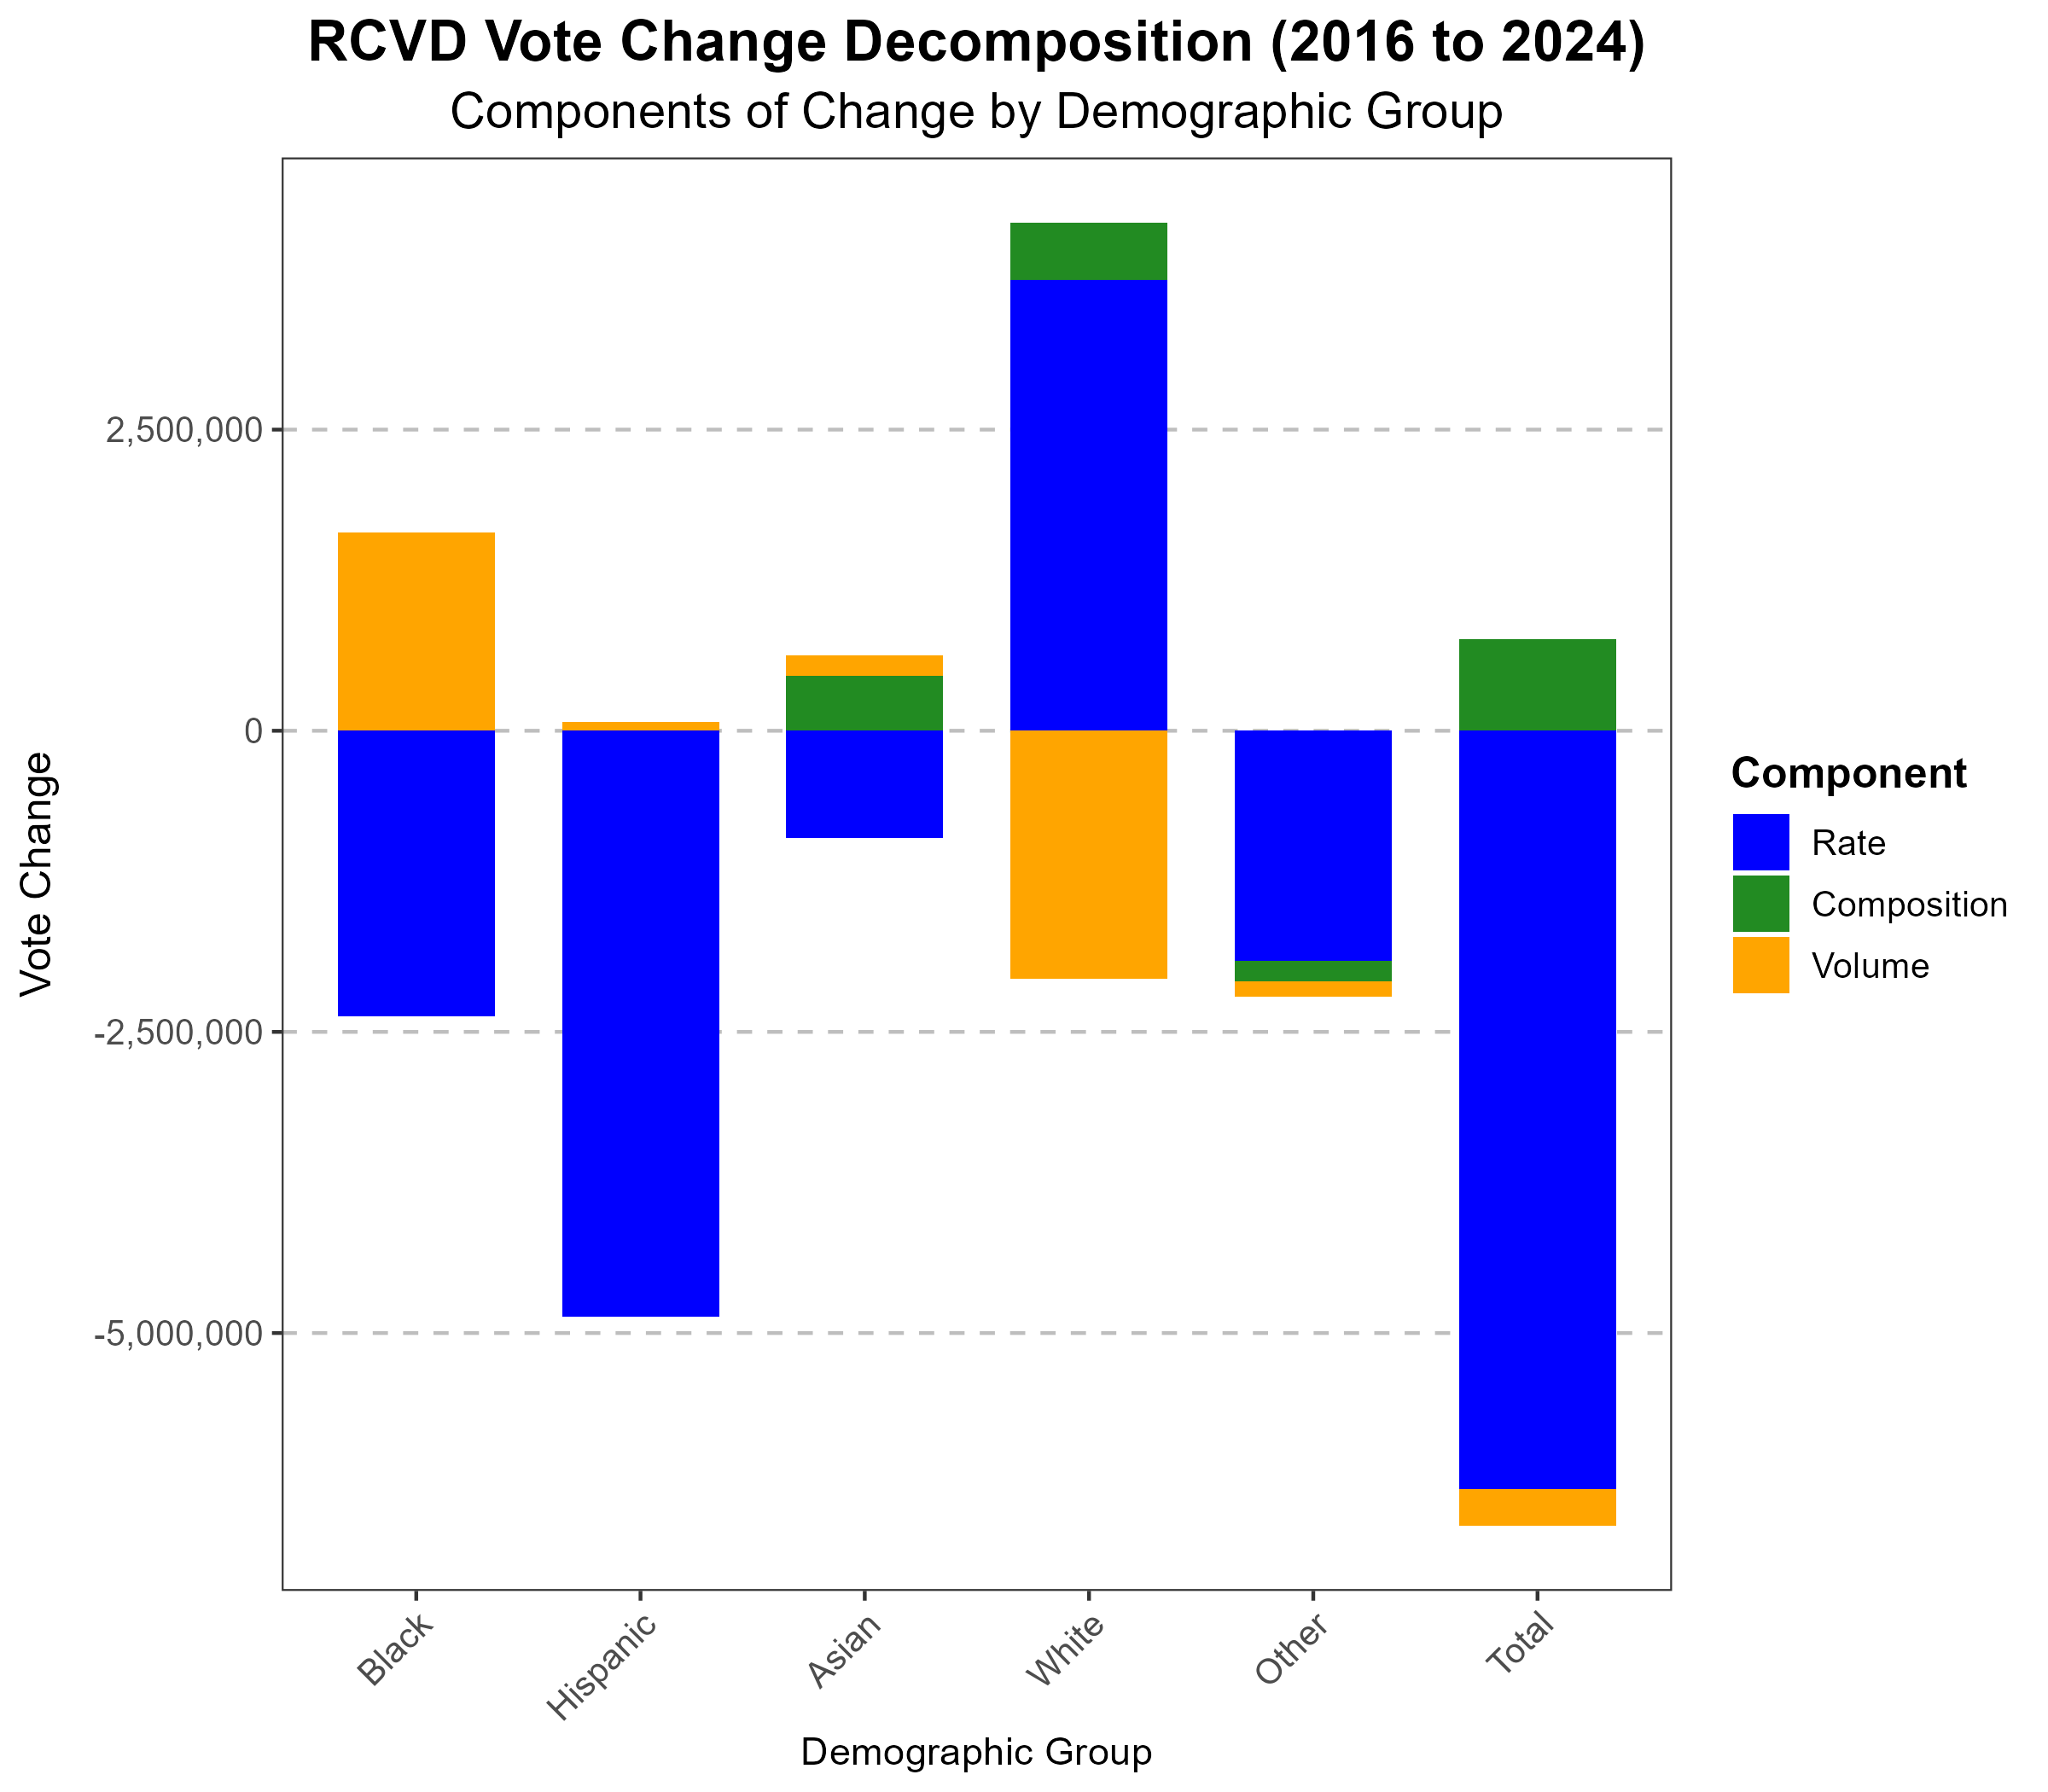 RCVD Vote Change Decomposition (2016 to 2024)
Components of Change by Demographic Group
Vote Change
2,500,000
0
-2,500,000
-5,000,000
Black
Hispanic
Asian
White
Other
Total
Demographic Group
Component
Rate
Composition
Volume